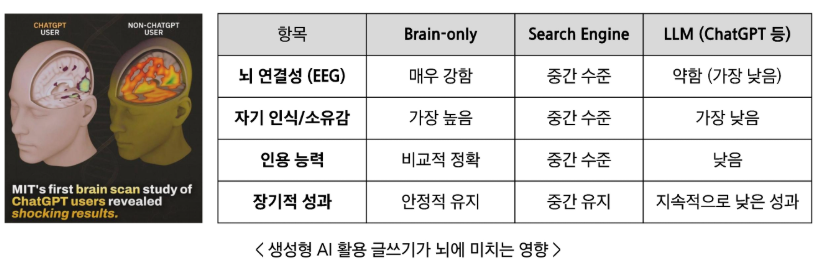 CHATGPT
USER
NON-CHATGPT
USER
MIT's first brain scan study of
ChatGPT users revealed
shocking results.
항목 Brain-only Search Engine LLM (ChatGPT 등)
뇌 연결성 (EEG) 매우 강함 중간 수준 약함 (가장 낮음)
자기 인식/소유감 가장 높음 중간 수준 가장 낮음
인용 능력 비교적 정확 중간 수준 낮음
장기적 성과 안정적 유지 중간 유지 지속적으로 낮은 성과
< 생성형 AI 활용 글쓰기가 뇌에 미치는 영향 >